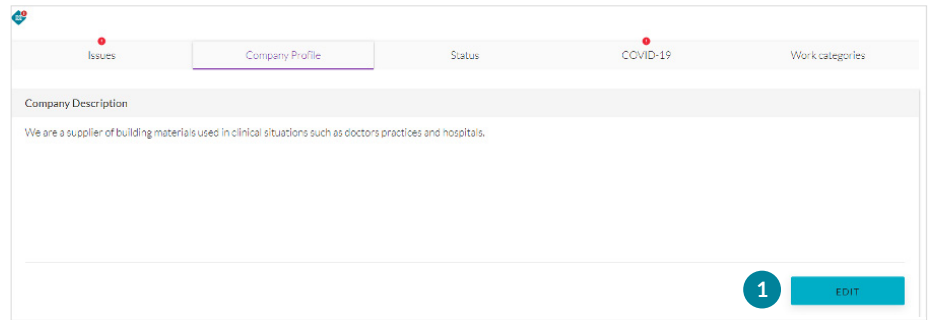 Issues
Company Profile
Status
COVID-19
Work categories
Company Description
We are a supplier of building materials used in clinical situations such as doctors practices and hospitals.
1
EDIT